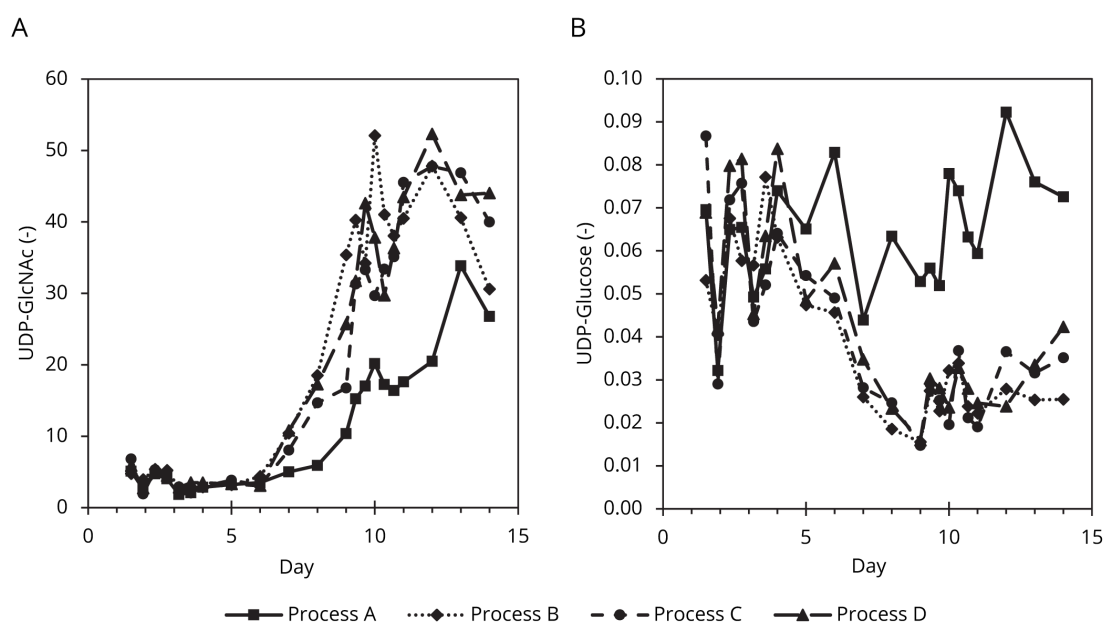 A
B
60
50
40
30
20
10
0
UDP-GlcNAc (-)
0 5 10 15
Day
0.10
0.09
0.08
0.07
0.06
0.05
0.04
0.03
0.02
0.01
0.00
UDP-Glucose (-)
0 5 10 15
Day
Process A Process B Process C Process D